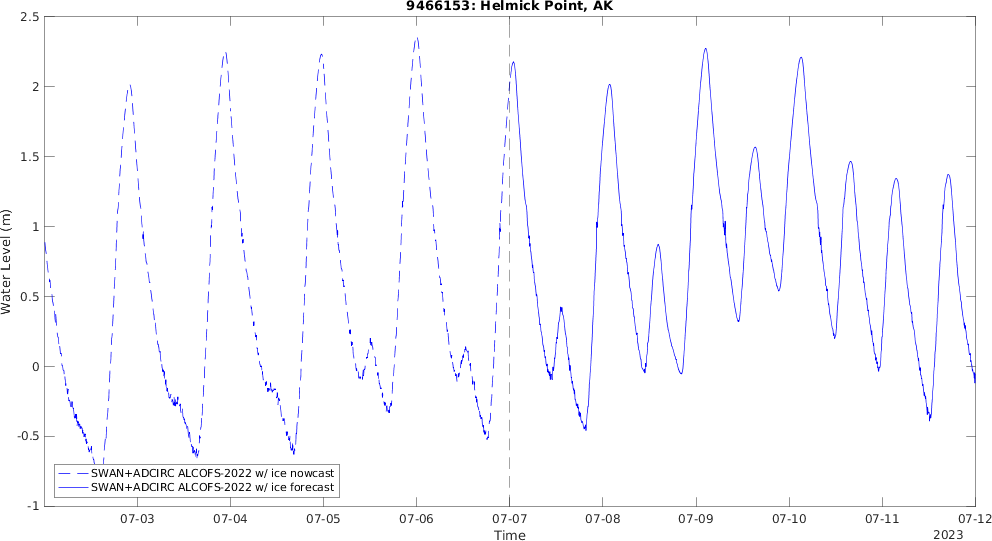 9466153: Helmick Point, AK
2.5
2
1.5
1
0.5
0
-0.5
-1
Water Level (m)
SWAN+ADCIRC ALCOFS-2022 w/ ice nowcast
SWAN+ADCIRC ALCOFS-2022 w/ ice forecast
07-03 07-04 07-05 07-06 07-07 07-08 07-09 07-10 07-11 07-12
Time
2023